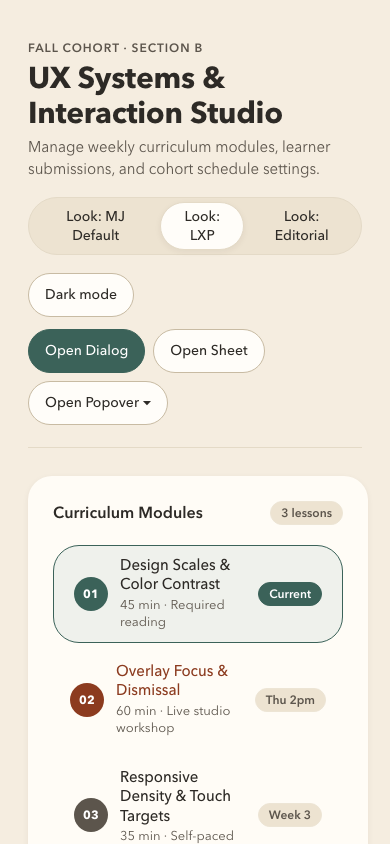 FALL COHORT · SECTION B
UX Systems &
Interaction Studio
Manage weekly curriculum modules, learner
submissions, and cohort schedule settings.
Look: MJ
Default
Look:
LXP
Look:
Editorial
Dark mode
Open Dialog
Open Sheet
Open Popover
Curriculum Modules
3 lessons
01
Design Scales &
Color Contrast
45 min · Required
reading
Current
02
Overlay Focus &
Dismissal
60 min · Live studio
workshop
Thu 2pm
03
Responsive
Density & Touch
Targets
35 min · Self-paced
Week 3